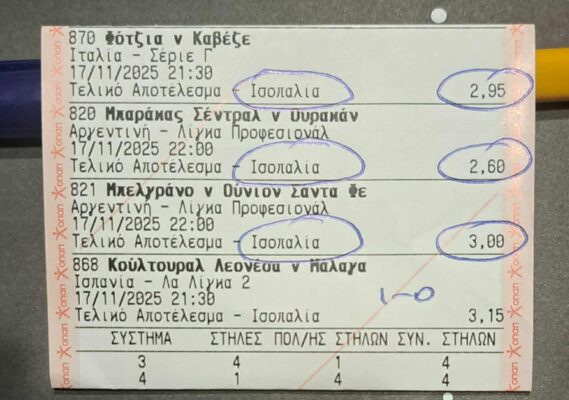 870 Φότζια ν Καβέζε
Ιταλία - Σέριε Γ
17/11/2025 21:30
Τελικό Αποτέλεσμα - Ισοπαλία 2,95
820 Μπαράκας Σέντραλ ν Ουρακάν
Αργεντινή - Λίγκα Προφεσιονάλ
17/11/2025 22:00
Τελικό Αποτέλεσμα - Ισοπαλία 2,60
821 Μπελγράνο ν Ούνιον Σάντα Φε
Αργεντινή - Λίγκα Προφεσιονάλ
17/11/2025 22:00
Τελικό Αποτέλεσμα - Ισοπαλία 3,00
868 Κούλτουραλ Λεονέσα ν Μάλαγα
Ισπανία - Λα Λίγκα 2
17/11/2025 21:30 1-0
Τελικό Αποτέλεσμα - Ισοπαλία 3,15
ΣΥΣΤΗΜΑ ΣΤΗΛΕΣ ΠΟΛ/ΗΣ ΣΤΗΛΩΝ ΣΥΝ. ΣΤΗΛΩΝ
3 4 1 4
4 1 4 4